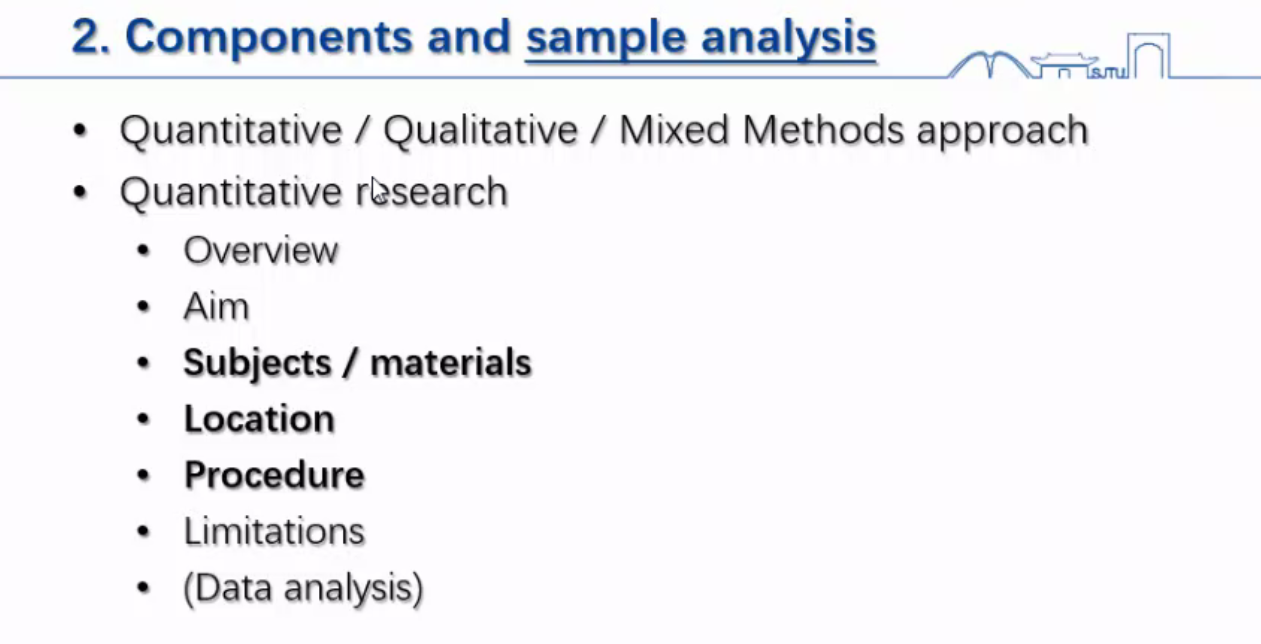 2. Components and sample analysis
• Quantitative / Qualitative / Mixed Methods approach
• Quantitative research
• Overview
• Aim
• Subjects / materials
• Location
• Procedure
• Limitations
• (Data analysis)